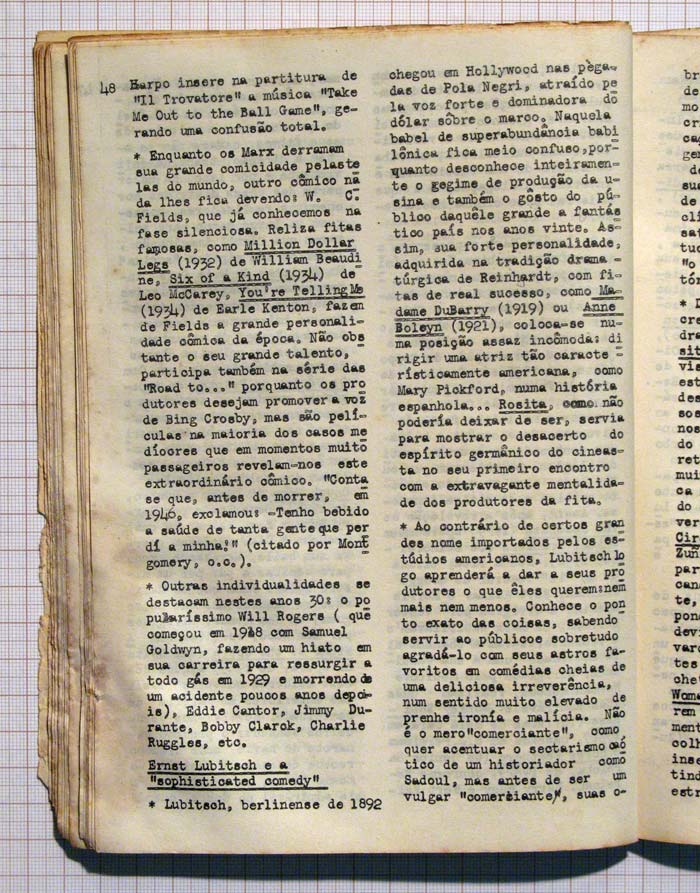 48 Harpo insere na partitura de
"Il Trovatore" a música "Take
Me Out to the Ball Game", ge-
rando uma confusão total.
* Enquanto os Marx derramam
sua grande comicidade pelas te
las do mundo, outro cômico na
da lhes fica devendo: W. C.
Fields, que já conhecemos na
fase silenciosa. Reliza fitas
famosas, como Million Dollar
Legs (1932) de William Beaudi
ne, Six of a Kind (1934) de
Leo McCarey, You're Telling Me
(1934) de Earle Kenton, fazem
de Fields a grande personali-
dade cômica da época. Não obs
tante o seu grande talento,
participa também na série das
"Road to..." porquanto os pro
dutores desejam promover a voz
de Bing Crosby, mas são pelí-
culas na maioria dos casos me
díocres que em momentos muito
passageiros revelam-nos este
extraordinário cômico. "Conta
se que, antes de morrer, em
1946, exclamou: -Tenho bebido
a saúde de tanta gente que per
dí a minha!" (citado por Mont
gomery, o.c.).
* Outras individualidades se
destacam nestes anos 30: o po
pularíssimo Will Rogers ( que
começou em 1918 com Samuel
Goldwyn, fazendo um hiato em
sua carreira para ressurgir a
todo gás em 1929 e morrendo de
um acidente poucos anos depo-
is), Eddie Cantor, Jimmy Du-
rante, Bobby Clarck, Charlie
Ruggles, etc.
Ernst Lubitsch e a
"sophisticated comedy"
* Lubitsch, berlinense de 1892
chegou em Hollywood nas pèga-
das de Pola Negri, atraído pe
la voz forte e dominadora do
dólar sôbre o marco. Naquela
babel de superabundância babi
lônica fica meio confuso, por-
quanto desconhece inteiramen-
te o gegime de produção da u-
sina e também o gôsto do pú-
blico daquêle grande a fantás
tico país nos anos vinte. As-
sim, sua forte personalidade,
adquirida na tradição drama -
túrgica de Reinhardt, com fi-
tas de real sucesso, como Ma-
dame DuBarry (1919) ou Anne
Boleyn (1921), coloca-se nu-
ma posição assaz incômoda: di
rigir uma atriz tão caracte -
rísticamente americana, como
Mary Pickford, numa história
espanhola... Rosita, como não
poderia deixar de ser, servia
para mostrar o desacerto do
espírito germânico do cineas-
ta no seu primeiro encontro
com a extravagante mentalida-
de dos produtores da fita.
* Ao contrário de certos gran
des nome importados pelos es-
túdios americanos, Lubitsch lo
go aprenderá a dar a seus pro
dutores o que êles querem: nem
mais nem menos. Conhece o pon
to exato das coisas, sabendo
servir ao públicoe sobretudo
agradá-lo com seus astros fa-
voritos em comédias cheias de
uma deliciosa irreverência,
num sentido muito elevado de
prenhe ironía e malícia. Não
é o mero "comerciante", como
quer acentuar o sectarismo caó
tico de um historiador como
Sadoul, mas antes de ser um
vulgar "comerciante", suas o-